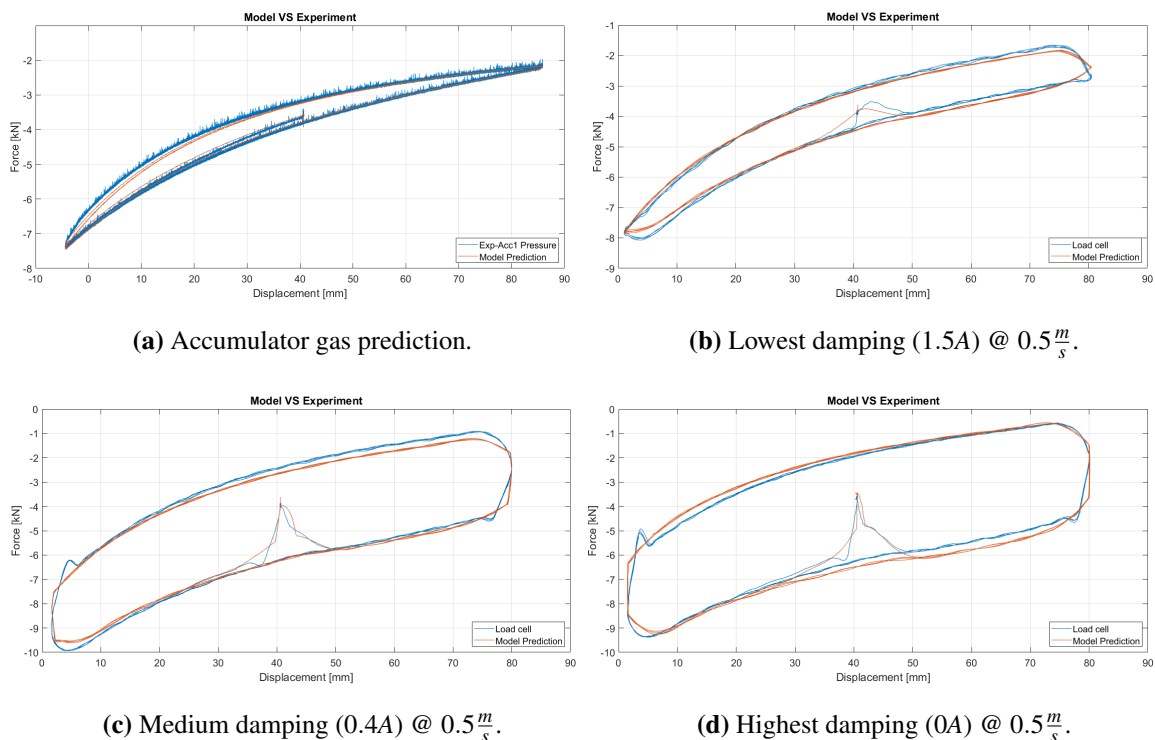 Model VS Experiment
-2
-3
-4
-5
-6
-7
-8
Force [kN]
-10 0 10 20 30 40 50 60 70 80 90
Displacement [mm]
Exp-Acc1 Pressure
Model Prediction
(a) Accumulator gas prediction.
Model VS Experiment
-1
-2
-3
-4
-5
-6
-7
-8
-9
Force [kN]
0 10 20 30 40 50 60 70 80 90
Displacement [mm]
Load cell
Model Prediction
(b) Lowest damping (1.5A) @ 0.5 m/s.
Model VS Experiment
0
-1
-2
-3
-4
-5
-6
-7
-8
-9
-10
Force [kN]
0 10 20 30 40 50 60 70 80 90
Displacement [mm]
Load cell
Model Prediction
(c) Medium damping (0.4A) @ 0.5 m/s.
Model VS Experiment
0
-1
-2
-3
-4
-5
-6
-7
-8
-9
-10
Force [kN]
0 10 20 30 40 50 60 70 80 90
Displacement [mm]
Load cell
Model Prediction
(d) Highest damping (0A) @ 0.5 m/s.